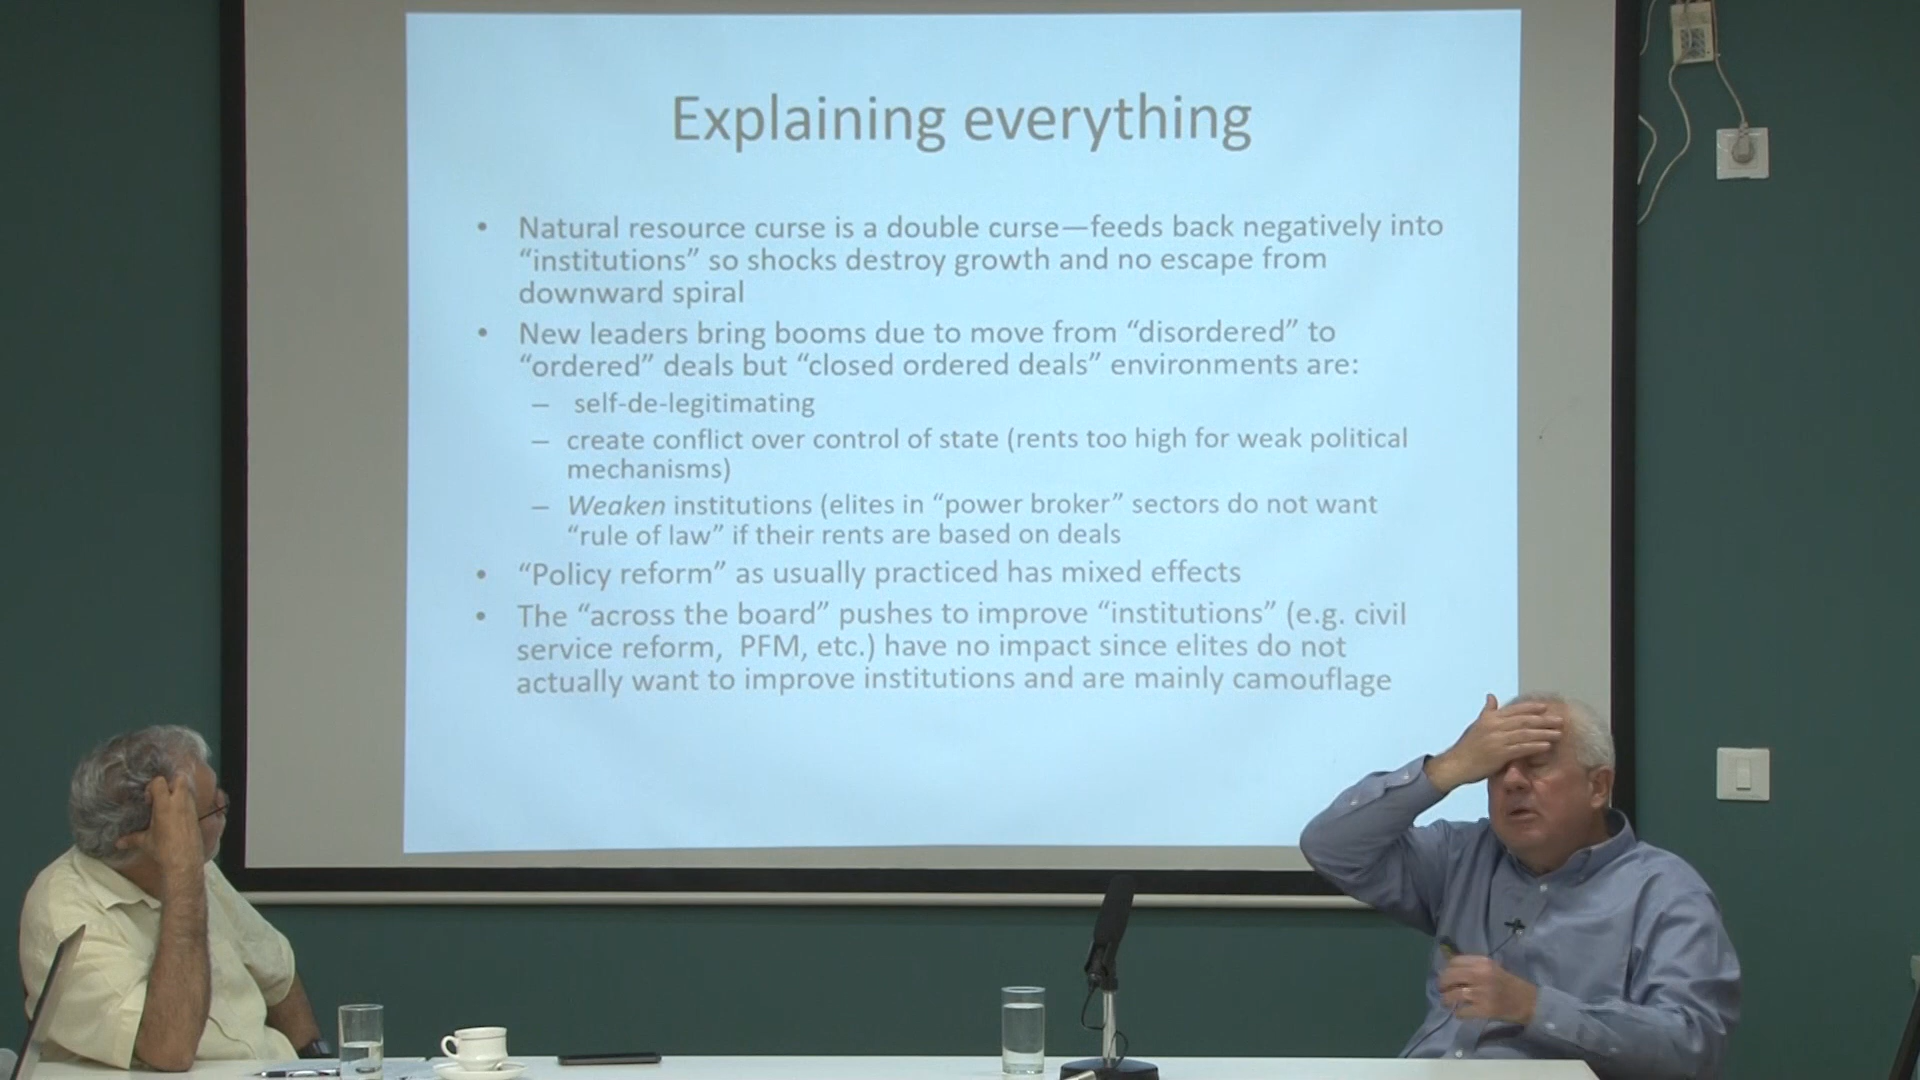 Explaining everything
• Natural resource curse is a double curse—feeds back negatively into
“institutions” so shocks destroy growth and no escape from
downward spiral
• New leaders bring booms due to move from “disordered” to
“ordered” deals but “closed ordered deals” environments are:
– self-de-legitimating
– create conflict over control of state (rents too high for weak political
mechanisms)
– Weaken institutions (elites in “power broker” sectors do not want
“rule of law” if their rents are based on deals
• “Policy reform” as usually practiced has mixed effects
• The “across the board” pushes to improve “institutions” (e.g. civil
service reform, PFM, etc.) have no impact since elites do not
actually want to improve institutions and are mainly camouflage